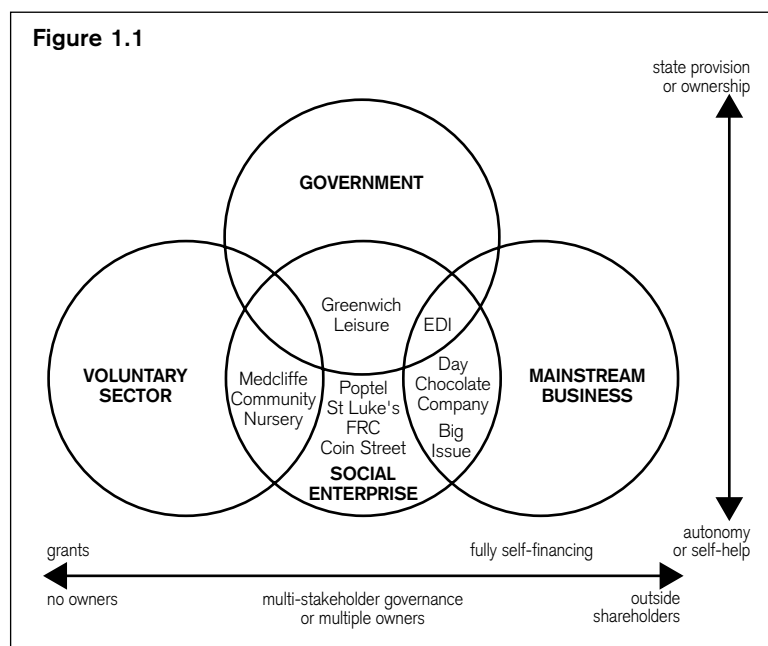 Figure 1.1
state provision
or ownership
GOVERNMENT
Greenwich
Leisure
EDI
VOLUNTARY
SECTOR
Medcliffe
Community
Nursery
Poptel
St Luke's
FRC
Coin Street
Day
Chocolate
Company
Big
Issue
MAINSTREAM
BUSINESS
SOCIAL
ENTERPRISE
autonomy
or self-help
grants
fully self-financing
no owners
multi-stakeholder governance
or multiple owners
outside
shareholders